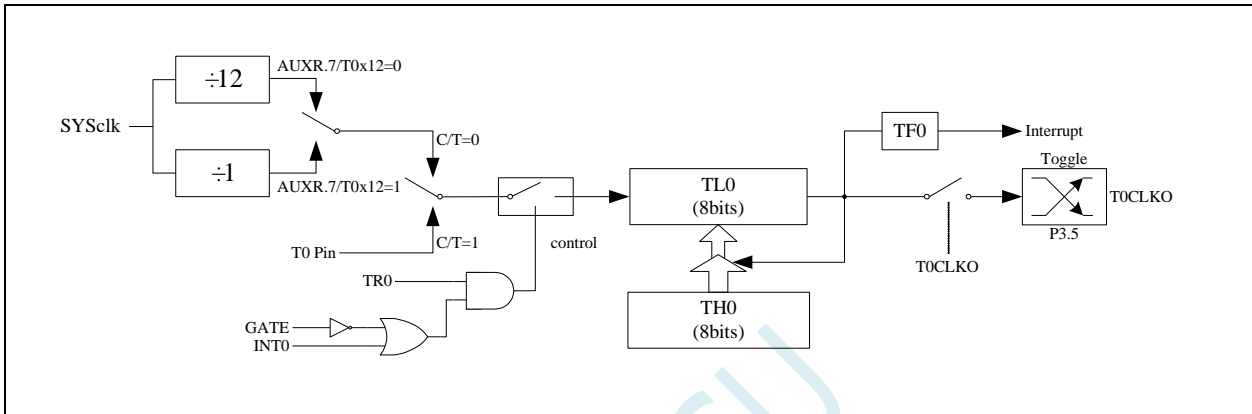 ÷12
AUXR.7/T0x12=0
SYSclk
÷1
AUXR.7/T0x12=1
C/T=0
C/T=1
T0 Pin
control
TR0
GATE
INT0
TL0
(8bits)
TH0
(8bits)
TF0
Interrupt
Toggle
T0CLKO
P3.5
T0CLKO